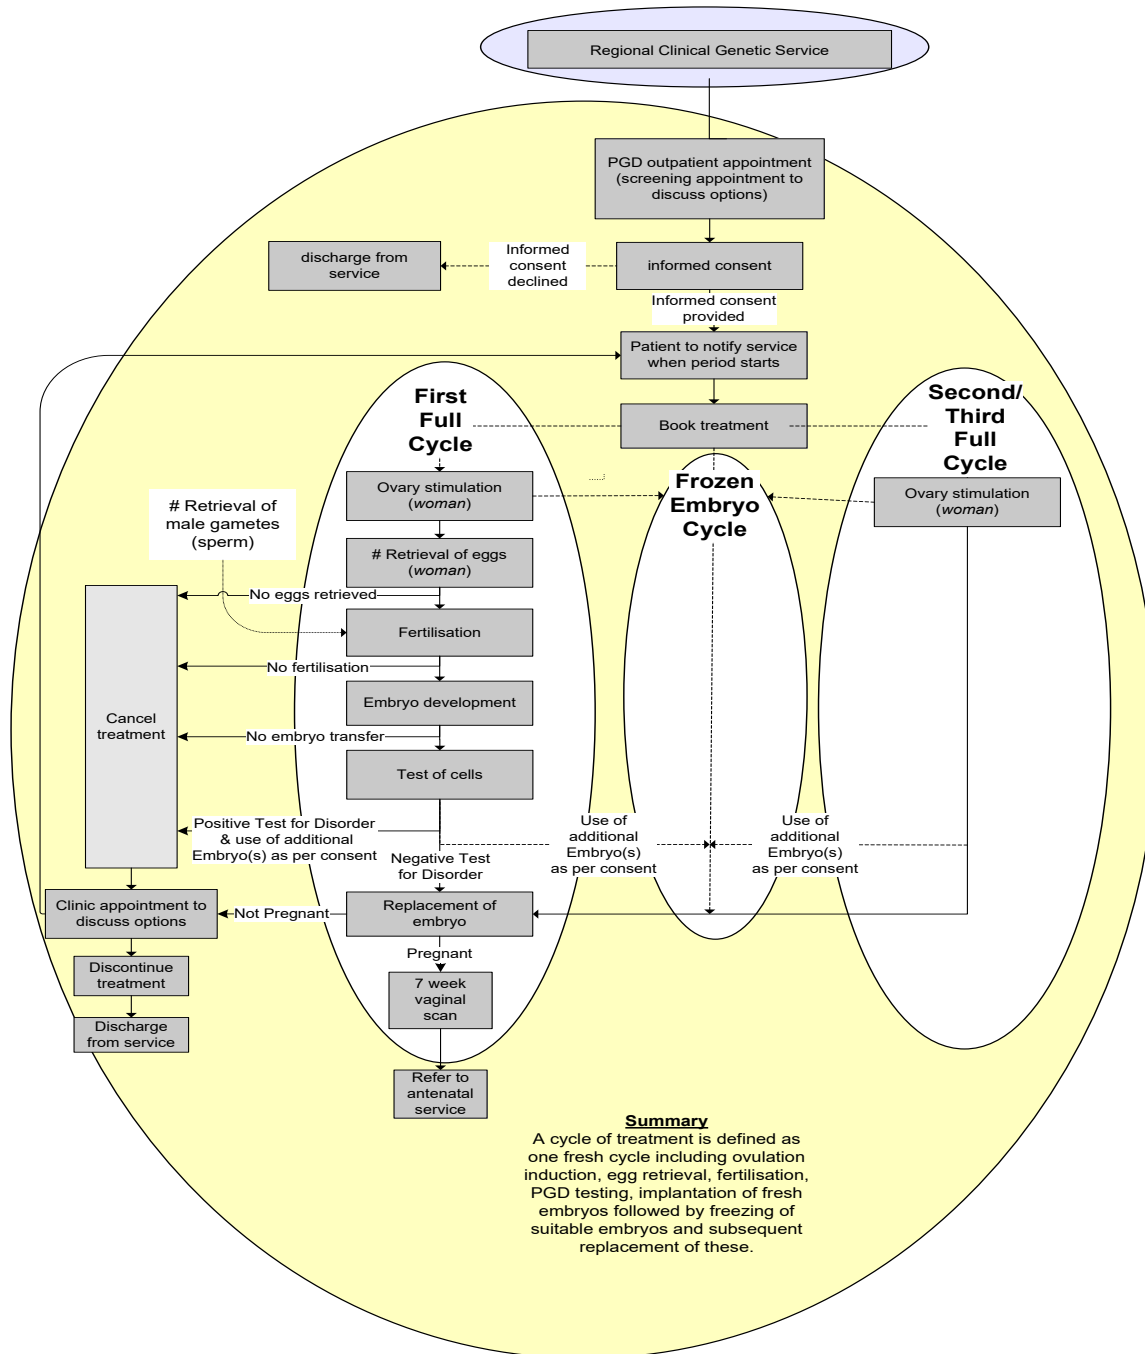 Regional Clinical Genetic Service
PGD outpatient appointment
(screening appointment to
discuss options)
discharge from
service
Informed
consent
declined
informed consent
Informed consent
provided
Patient to notify service
when period starts
First
Full
Cycle
Book treatment
Second/
Third
Full
Cycle
Frozen
Embryo
Cycle
Ovary stimulation
(woman)
Ovary stimulation
(woman)
# Retrieval of
male gametes
(sperm)
# Retrieval of eggs
(woman)
No eggs retrieved
Fertilisation
No fertilisation
Embryo development
Cancel
treatment
No embryo transfer
Test of cells
Positive Test for Disorder
& use of additional
Embryo(s) as per consent
Negative Test
for Disorder
Use of
additional
Embryo(s)
as per consent
Use of
additional
Embryo(s)
as per consent
Clinic appointment to
discuss options
Not Pregnant
Replacement of
embryo
Pregnant
Discontinue
treatment
7 week
vaginal
scan
Discharge
from service
Refer to
antenatal
service
Summary
A cycle of treatment is defined as
one fresh cycle including ovulation
induction, egg retrieval, fertilisation,
PGD testing, implantation of fresh
embryos followed by freezing of
suitable embryos and subsequent
replacement of these.